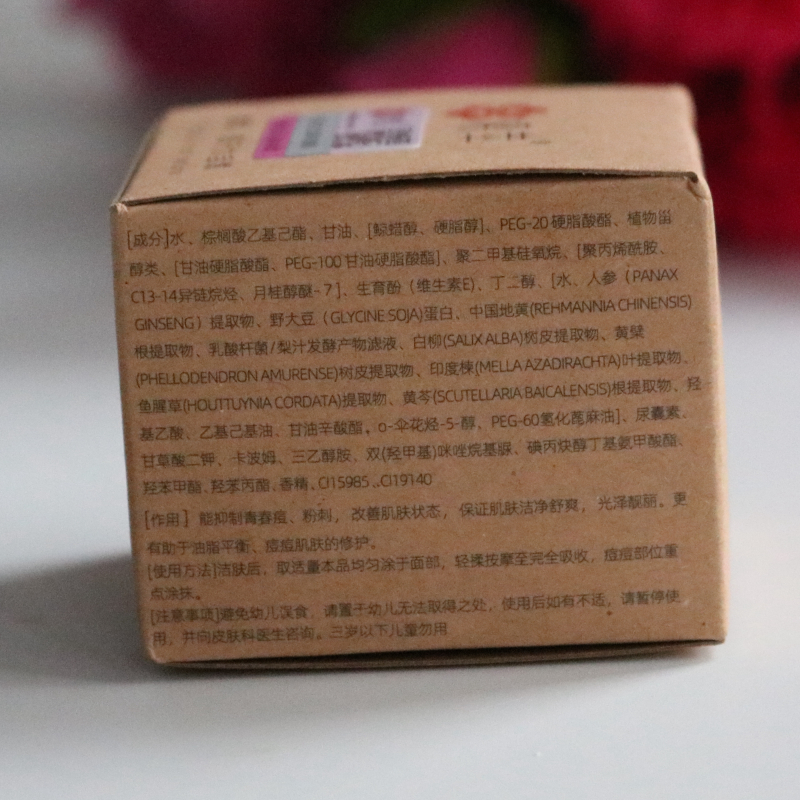 [成分]水、棕榈酸乙基己酯、甘油、[鲸蜡醇、硬脂醇]、PEG-20硬脂酸酯、植物甾
醇类、[甘油硬脂酸酯、PEG-100甘油硬脂酸酯]、聚二甲基硅氧烷、[聚丙烯酰胺、
C13-14异链烷烃、月桂醇醚-7]、生育酚（维生素E)、丁二醇、[水、人参（PANAX
GINSENG）提取物、野大豆（GLYCINE SOJA)蛋白、中国地黄(REHMANNIA CHINENSIS)
根提取物、乳酸杆菌/梨汁发酵产物滤液、白柳(SALIX ALBA)树皮提取物、黄檗
(PHELLODENDRON AMURENSE)树皮提取物、印度楝(MELLA AZADIRACHTA)叶提取物、
鱼腥草(HOUTTUYNIA CORDATA)提取物、黄芩(SCUTELLARIA BAICALENSIS)根提取物、羟
基乙酸、乙基己基油、甘油辛酸酯、o-伞花烃-5-醇、PEG-60氢化蓖麻油]、尿囊素、
甘草酸二钾、卡波姆、三乙醇胺、双(羟甲基)咪唑烷基脲、碘丙炔醇丁基氨甲酸酯、
羟苯甲酯、羟苯丙酯、香精、CI15985、CI19140
[作用] 能抑制青春痘、粉刺，改善肌肤状态，保证肌肤洁净舒爽，光泽靓丽。更
有助于油脂平衡、痘痘肌肤的修护。
[使用方法]洁肤后，取适量本品均匀涂于面部，轻揉按摩至完全吸收，痘痘部位重
点涂抹。
[注意事项]避免幼儿误食，请置于幼儿无法取得之处，使用后如有不适，请暂停使
用，并向皮肤科医生咨询。三岁以下儿童勿用